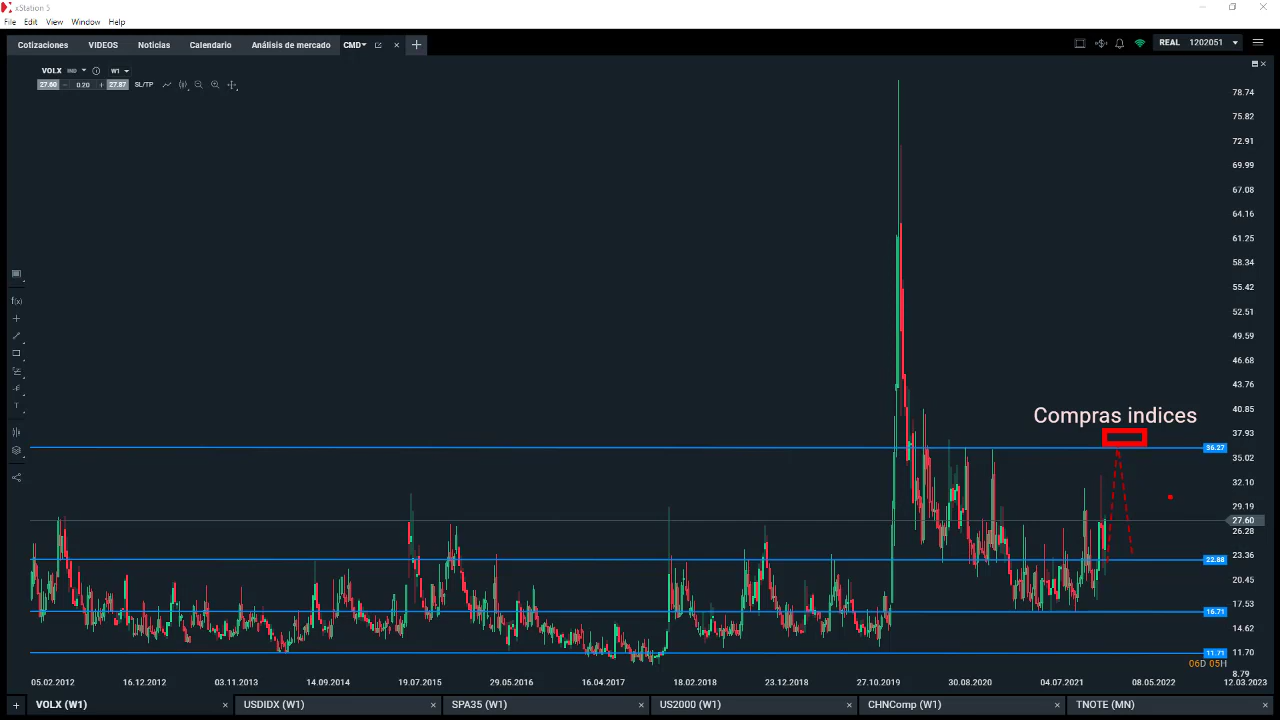 xStation 5
File Edit View Window Help
Cotizaciones VIDEOS Noticias Calendario Análisis de mercado CMD REAL 1202051
VOLX IND W1
27.60 0.20 27.87 SL/TP
78.74
75.82
72.91
69.99
67.08
64.16
61.25
58.34
55.42
52.51
49.59
46.68
43.76
40.85
Compras indices
37.93
36.27
35.02
32.10
29.19
27.60
26.28
23.36
22.88
20.45
17.53
16.71
14.62
11.71
11.70
06D 05H
8.79
f(x)
T
05.02.2012 16.12.2012 03.11.2013 14.09.2014 19.07.2015 29.05.2016 16.04.2017 18.02.2018 23.12.2018 27.10.2019 30.08.2020 04.07.2021 08.05.2022 12.03.2023
VOLX (W1) USDIDX (W1) SPA35 (W1) US2000 (W1) CHNComp (W1) TNOTE (MN)